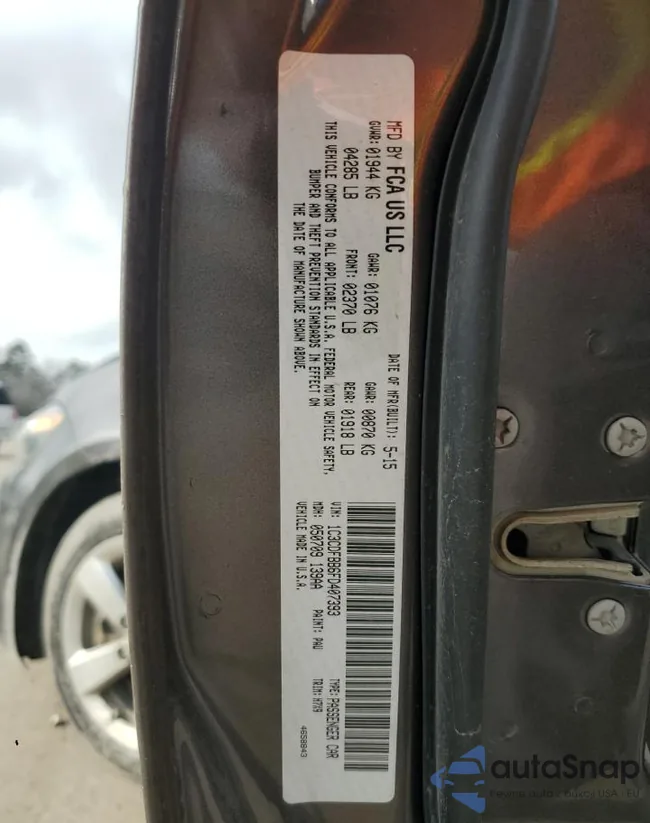 MFD BY FCA US LLC
DATE OF MFR(BUILT): 5-15
GVWR: 01944 KG
04285 LB
GAWR: 01076 KG
FRONT: 02370 LB
GAWR: 00870 KG
REAR: 01918 LB
THIS VEHICLE CONFORMS TO ALL APPLICABLE U.S.A. FEDERAL MOTOR VEHICLE SAFETY,
BUMPER AND THEFT PREVENTION STANDARDS IN EFFECT ON
THE DATE OF MANUFACTURE SHOWN ABOVE.
VIN: 1C3CDFBB6FD407393
TYPE: PASSENGER CAR
MDH: 050709 139AA
PAINT: PAU
TRIM: H7X9
VEHICLE MADE IN U.S.A.
4658843
autoSnap